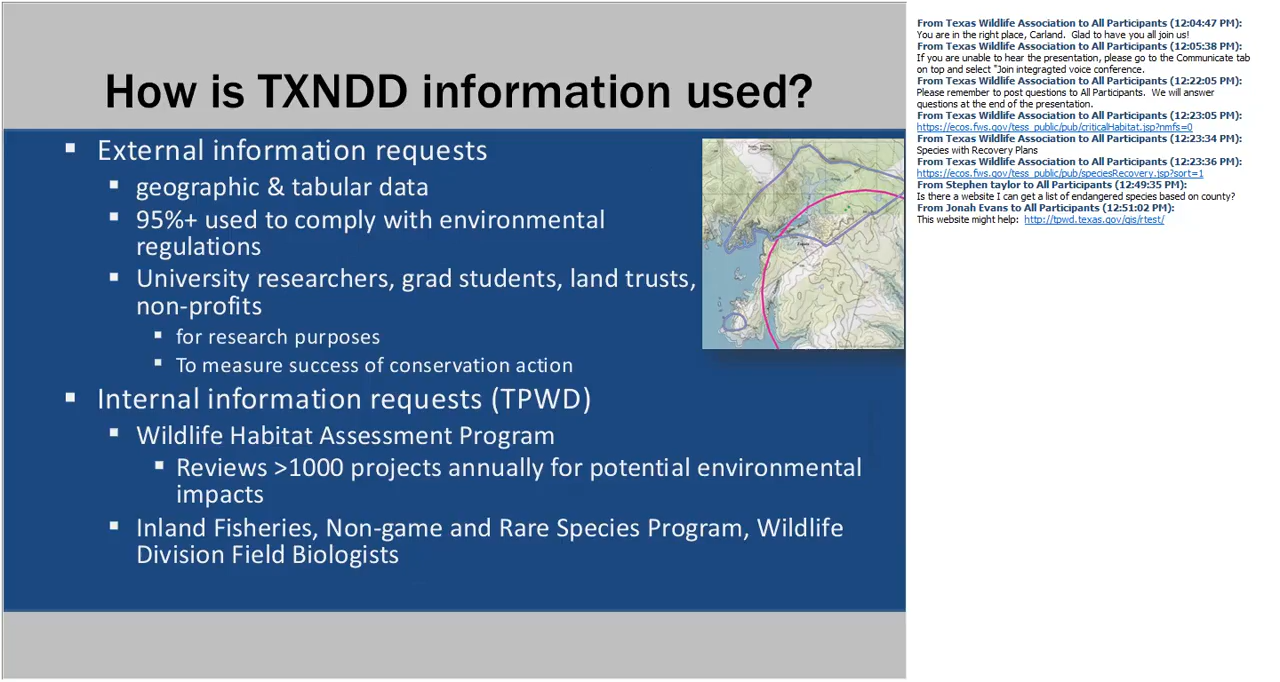 How is TXNDD information used?
▪ External information requests
▪ geographic & tabular data
▪ 95%+ used to comply with environmental
regulations
▪ University researchers, grad students, land trusts,
non-profits
▪ for research purposes
▪ To measure success of conservation action
▪ Internal information requests (TPWD)
▪ Wildlife Habitat Assessment Program
▪ Reviews >1000 projects annually for potential environmental
impacts
▪ Inland Fisheries, Non-game and Rare Species Program, Wildlife
Division Field Biologists
From Texas Wildlife Association to All Participants (12:04:47 PM):
You are in the right place, Carland. Glad to have you all join us!
From Texas Wildlife Association to All Participants (12:05:38 PM):
If you are unable to hear the presentation, please go to the Communicate tab
on top and select "Join integragted voice conference.
From Texas Wildlife Association to All Participants (12:22:05 PM):
Please remember to post questions to All Participants. We will answer
questions at the end of the presentation.
From Texas Wildlife Association to All Participants (12:23:05 PM):
https://ecos.fws.gov/tess_public/pub/criticalHabitat.jsp?nmfs=0
From Texas Wildlife Association to All Participants (12:23:34 PM):
Species with Recovery Plans
From Texas Wildlife Association to All Participants (12:23:36 PM):
https://ecos.fws.gov/tess_public/pub/speciesRecovery.jsp?sort=1
From Stephen taylor to All Participants (12:49:35 PM):
Is there a website I can get a list of endangered species based on county?
From Jonah Evans to All Participants (12:51:02 PM):
This website might help: http://tpwd.texas.gov/gis/rtest/